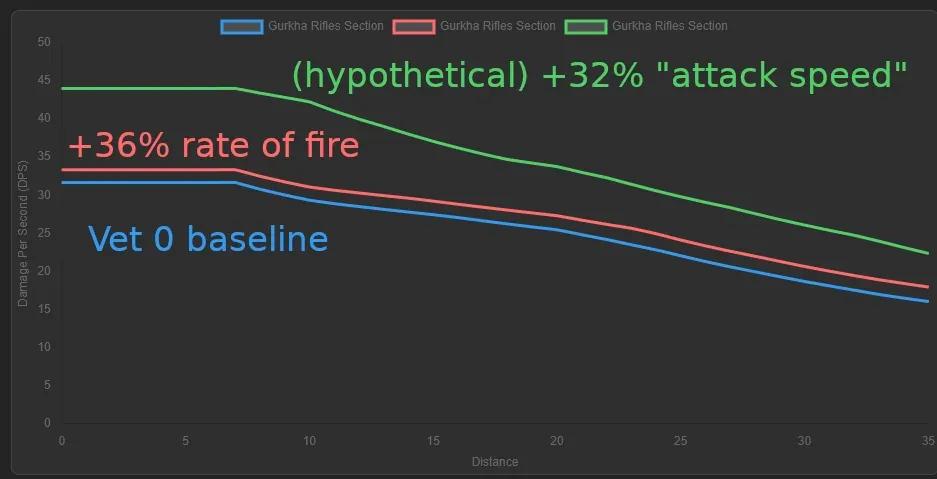 Gurkha Rifles Section Gurkha Rifles Section Gurkha Rifles Section
50
(hypothetical) +32% "attack speed"
45
40
+36% rate of fire
35
30
Vet 0 baseline
25
20
15
10
5
0
Damage Per Second (DPS)
0 5 10 15 20 25 30 35
Distance